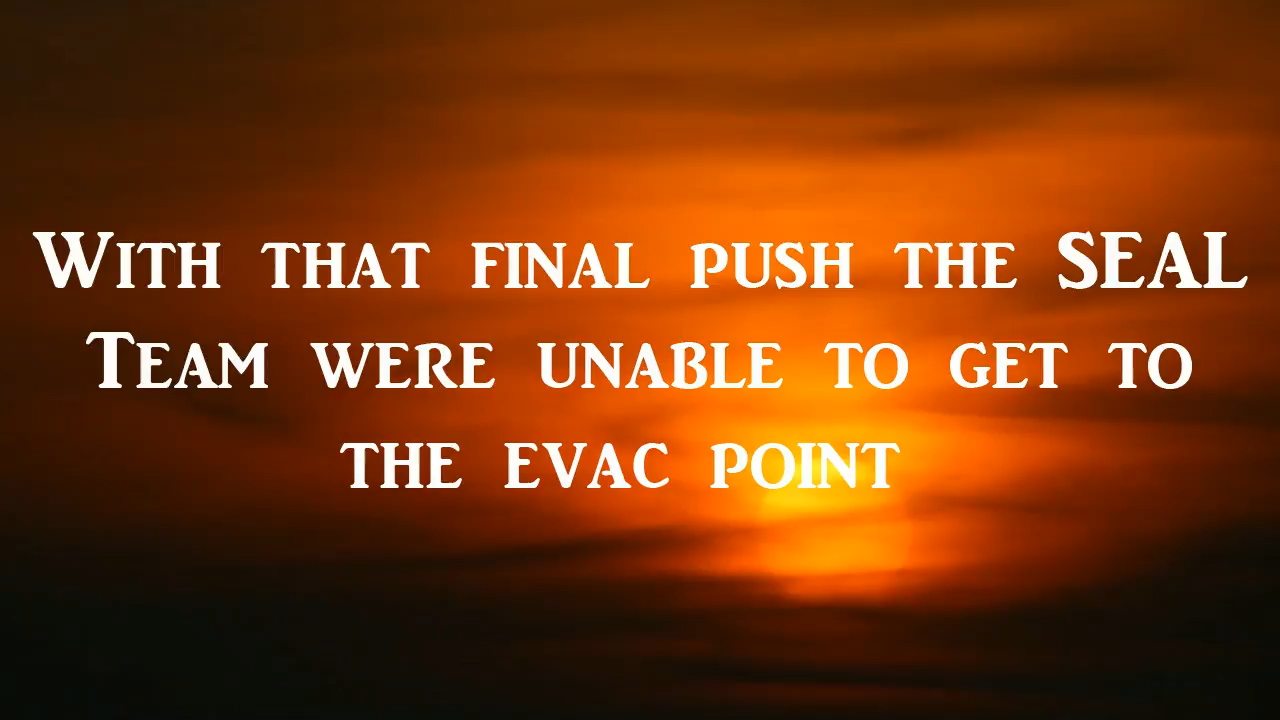 With that final push the SEAL
Team were unable to get to
the evac point